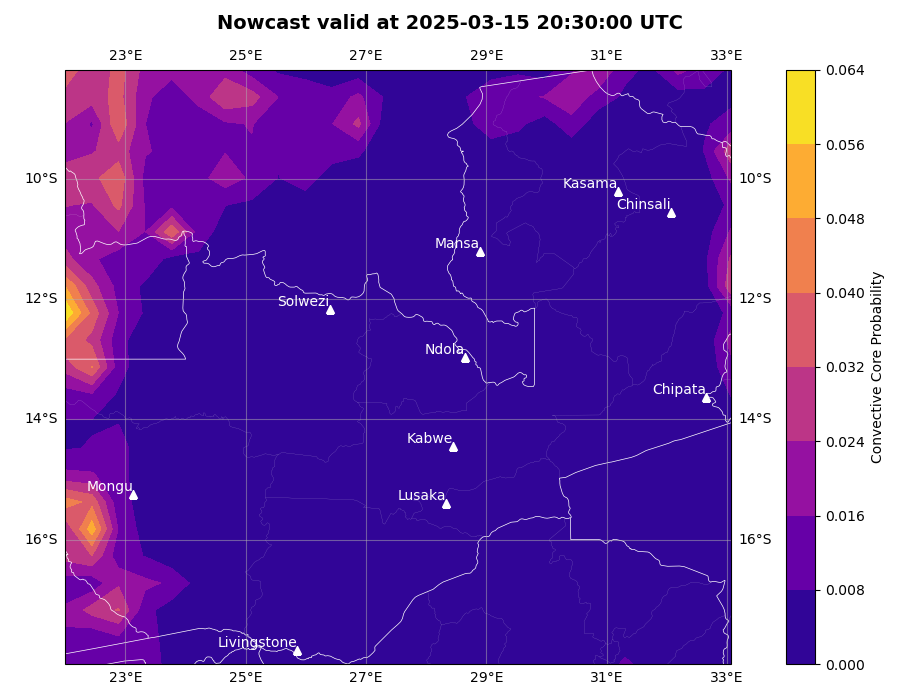 Nowcast valid at 2025-03-15 20:30:00 UTC
23°E 25°E 27°E 29°E 31°E 33°E
0.064
0.056
0.048
0.040
0.032
0.024
0.016
0.008
0.000
Convective Core Probability
10°S 10°S
12°S 12°S
14°S 14°S
16°S 16°S
Kasama
Chinsali
Mansa
Solwezi
Ndola
Chipata
Kabwe
Mongu
Lusaka
Livingstone
23°E 25°E 27°E 29°E 31°E 33°E